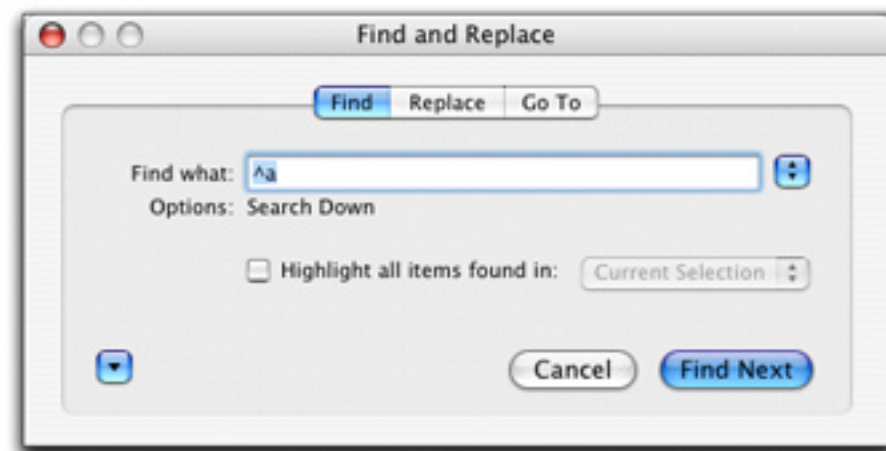 Find and Replace
Find Replace Go To
Find what: ^a
Options: Search Down
Highlight all items found in: Current Selection
Cancel Find Next